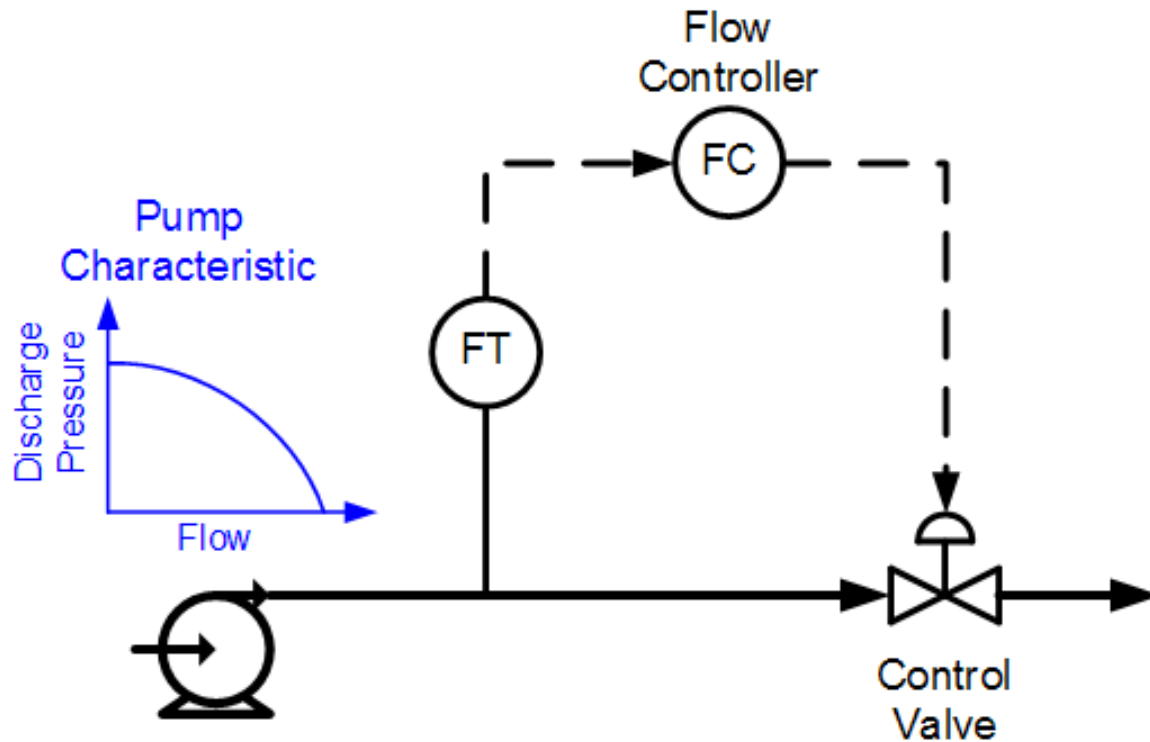 Flow
Controller
FC
Pump
Characteristic
Discharge
Pressure
Flow
FT
Control
Valve